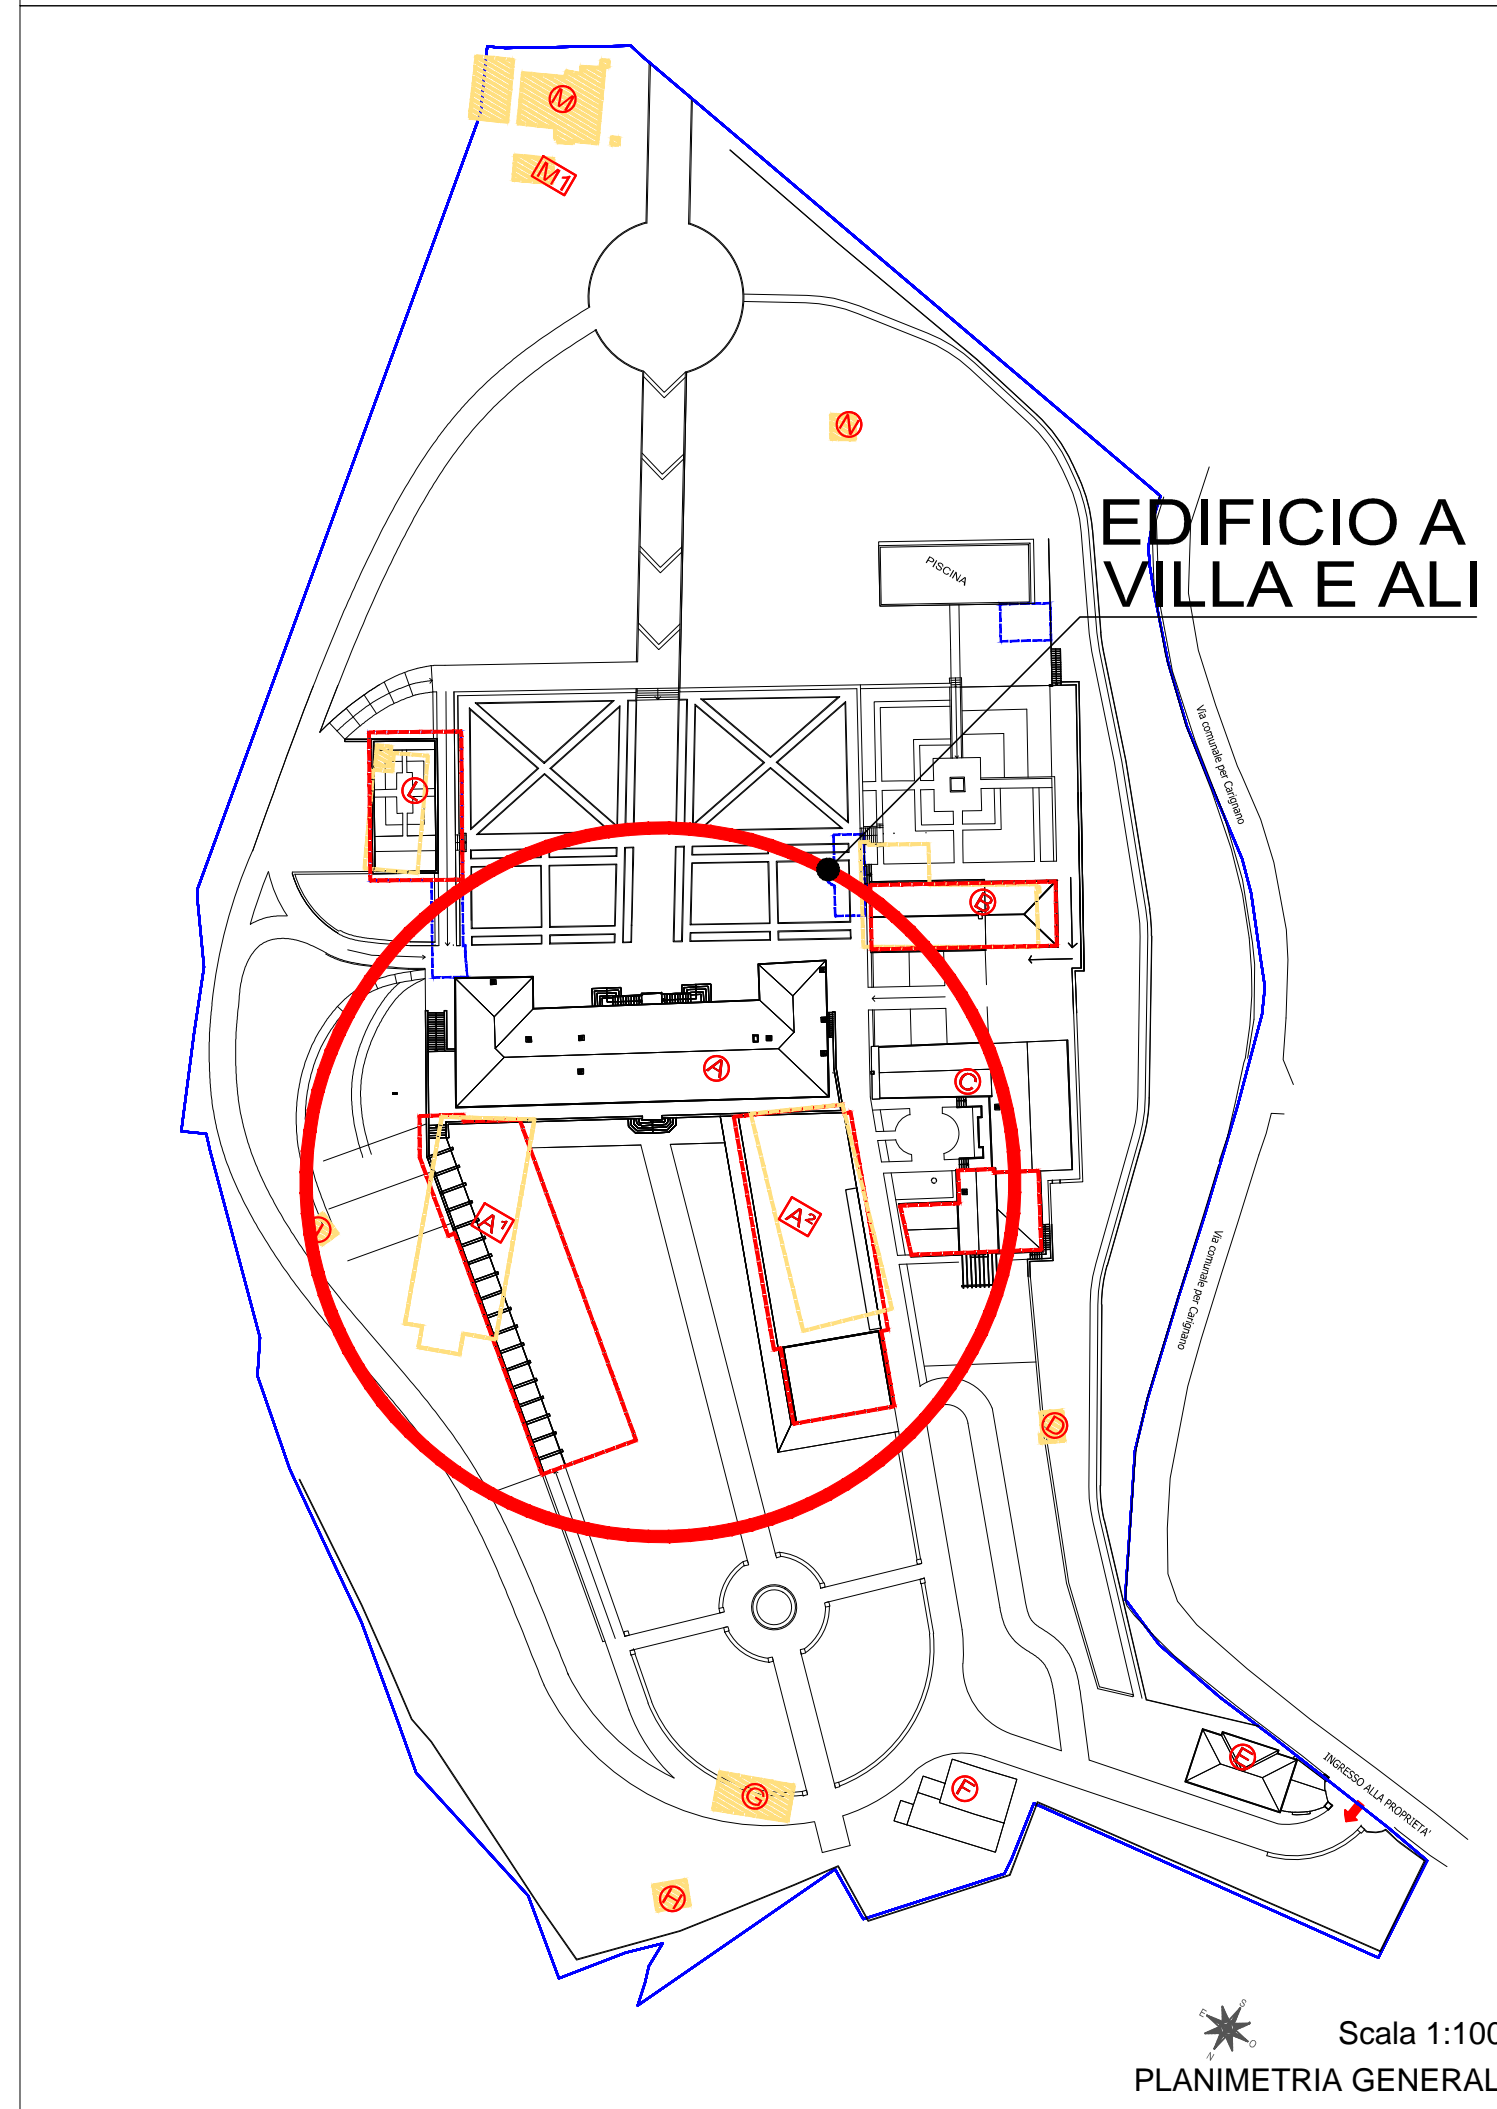 M
M1
N
EDIFICIO A
VILLA E ALI
PISCINA
Via comunale per Carignano
L
B
A
C
A1
A2
I
Via comunale per Carignano
D
E
INGRESSO ALLA PROPRIETA'
F
G
H
S
E
O
N
Scala 1:100
PLANIMETRIA GENERAL